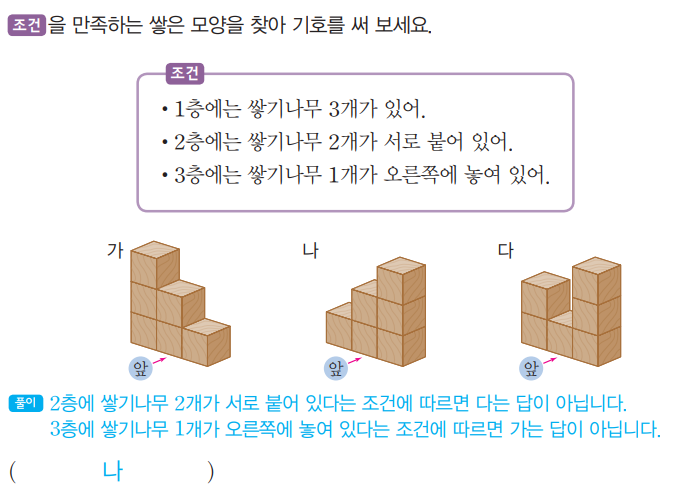 조건을 만족하는 쌓은 모양을 찾아 기호를 써 보세요.
조건
• 1층에는 쌓기나무 3개가 있어.
• 2층에는 쌓기나무 2개가 서로 붙어 있어.
• 3층에는 쌓기나무 1개가 오른쪽에 놓여 있어.
가 나 다
앞 앞 앞
풀이 2층에 쌓기나무 2개가 서로 붙어 있다는 조건에 따르면 다는 답이 아닙니다.
3층에 쌓기나무 1개가 오른쪽에 놓여 있다는 조건에 따르면 가는 답이 아닙니다.
( 나 )